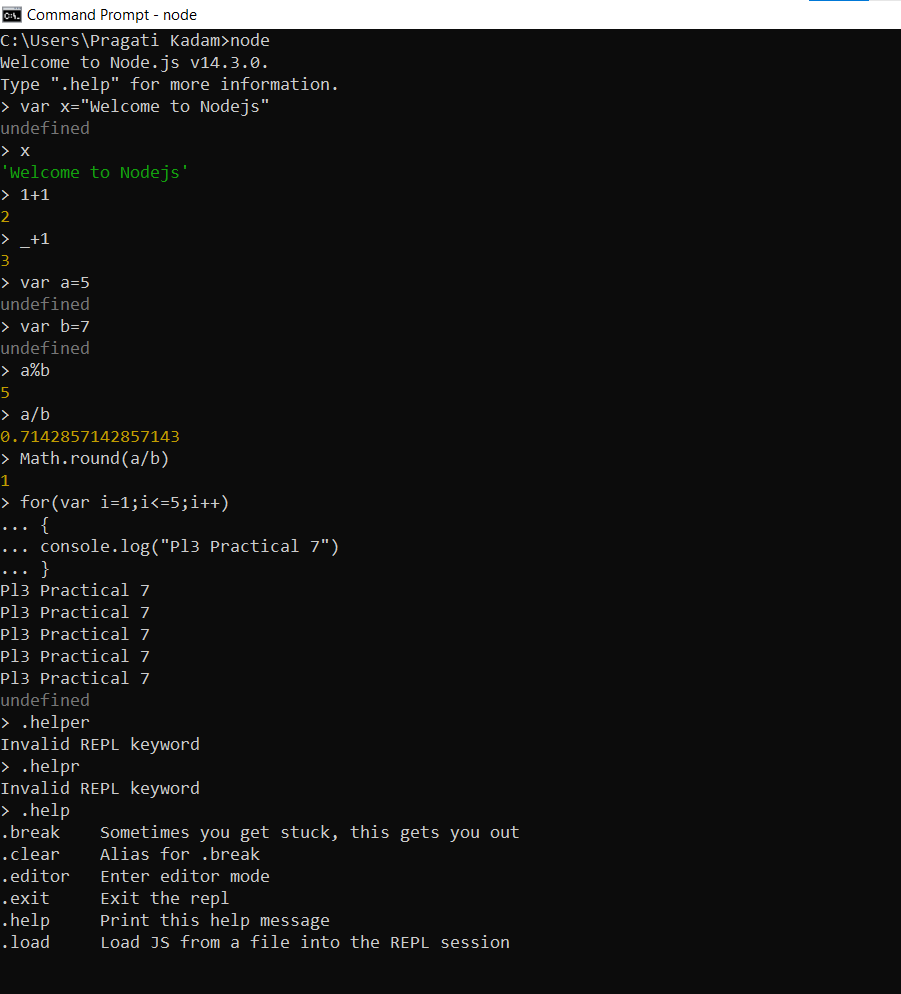 Command Prompt - node
C:\Users\Pragati Kadam>node
Welcome to Node.js v14.3.0.
Type ".help" for more information.
> var x="Welcome to Nodejs"
undefined
> x
'Welcome to Nodejs'
> 1+1
2
> _+1
3
> var a=5
undefined
> var b=7
undefined
> a%b
5
> a/b
0.7142857142857143
> Math.round(a/b)
1
> for(var i=1;i<=5;i++)
... {
... console.log("Pl3 Practical 7")
... }
Pl3 Practical 7
Pl3 Practical 7
Pl3 Practical 7
Pl3 Practical 7
Pl3 Practical 7
undefined
> .helper
Invalid REPL keyword
> .helpr
Invalid REPL keyword
> .help
.break    Sometimes you get stuck, this gets you out
.clear    Alias for .break
.editor   Enter editor mode
.exit     Exit the repl
.help     Print this help message
.load     Load JS from a file into the REPL session